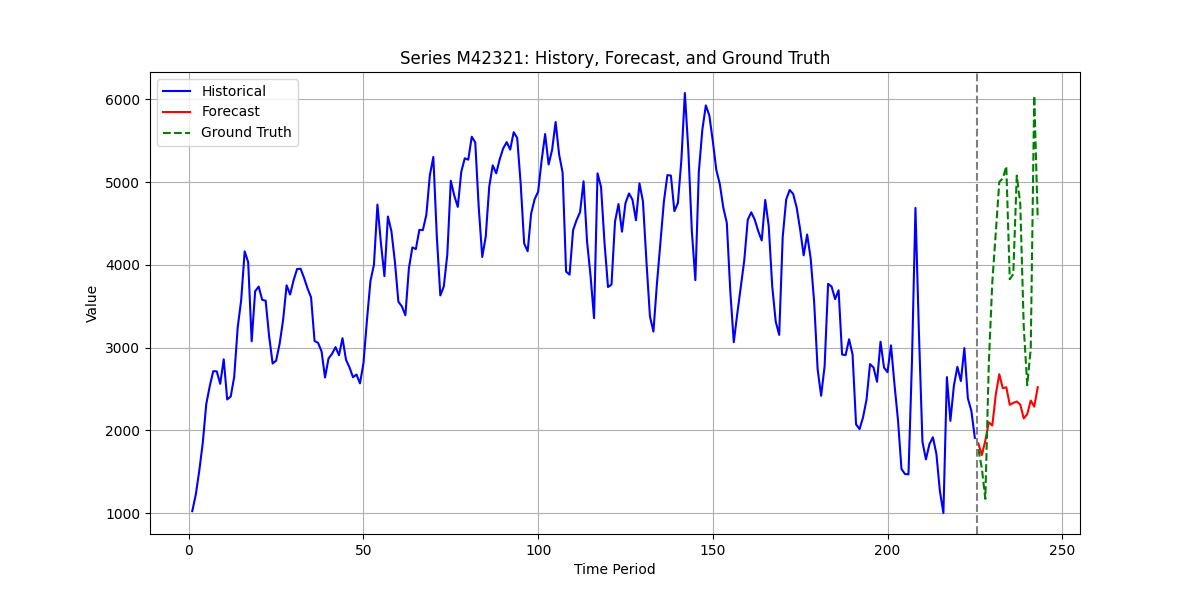 Series M42321: History, Forecast, and Ground Truth
Historical
Forecast
Ground Truth
6000
5000
4000
3000
2000
1000
Value
0 50 100 150 200 250
Time Period